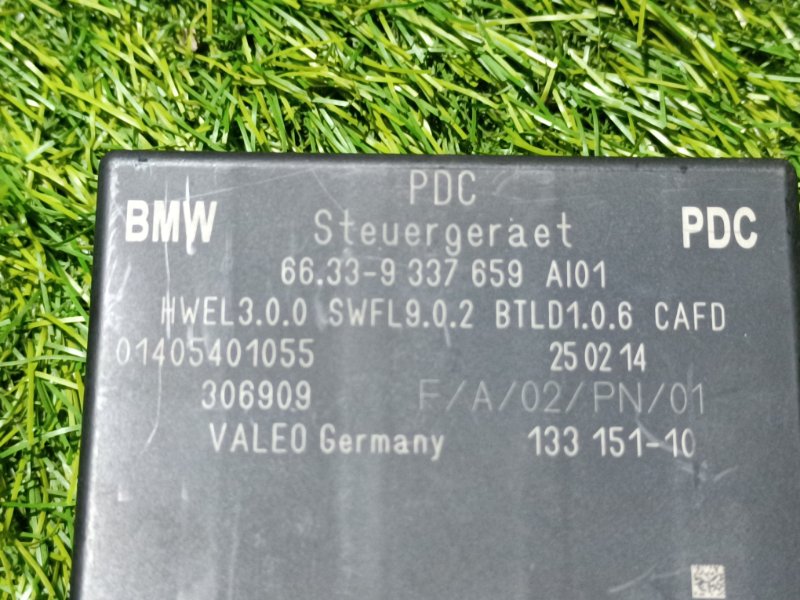 PDC
BMW Steuergeraet PDC
66.33-9 337 659 AI01
HWEL3.0.0 SWFL9.0.2 BTLD1.0.6 CAFD
01405401055 25 02 14
306909 F/A/02/PN/01
VALEO Germany 133 151-10